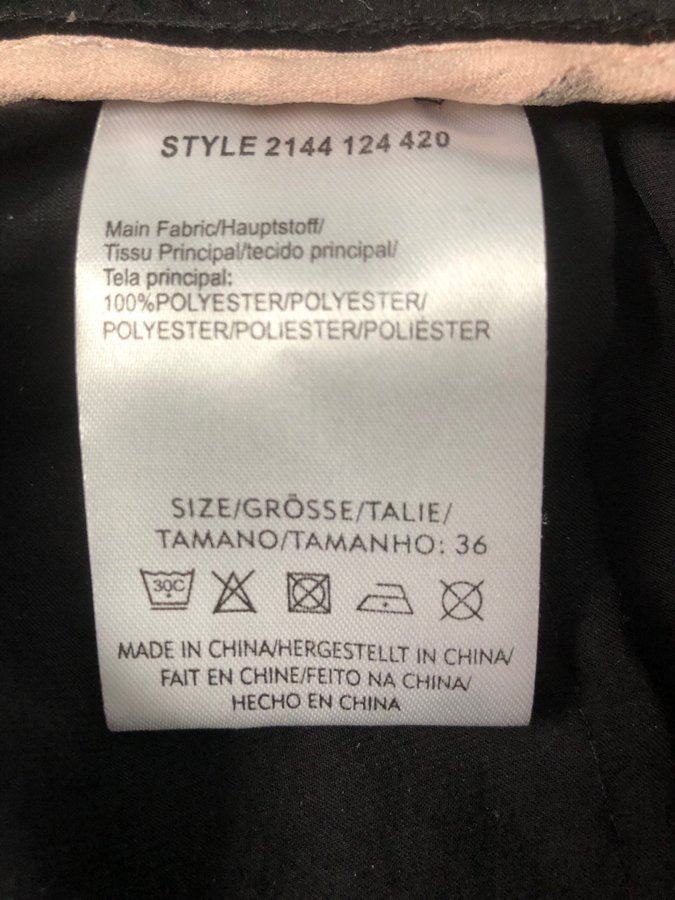 STYLE 2144 124 420
Main Fabric/Hauptstoff/
Tissu Principal/tecido principal/
Tela principal:
100%POLYESTER/POLYESTER/
POLYESTER/POLIESTER/POLIÉSTER
SIZE/GRÖSSE/TALIE/
TAMANO/TAMANHO: 36
30C
MADE IN CHINA/HERGESTELLT IN CHINA/
FAIT EN CHINE/FEITO NA CHINA/
HECHO EN CHINA